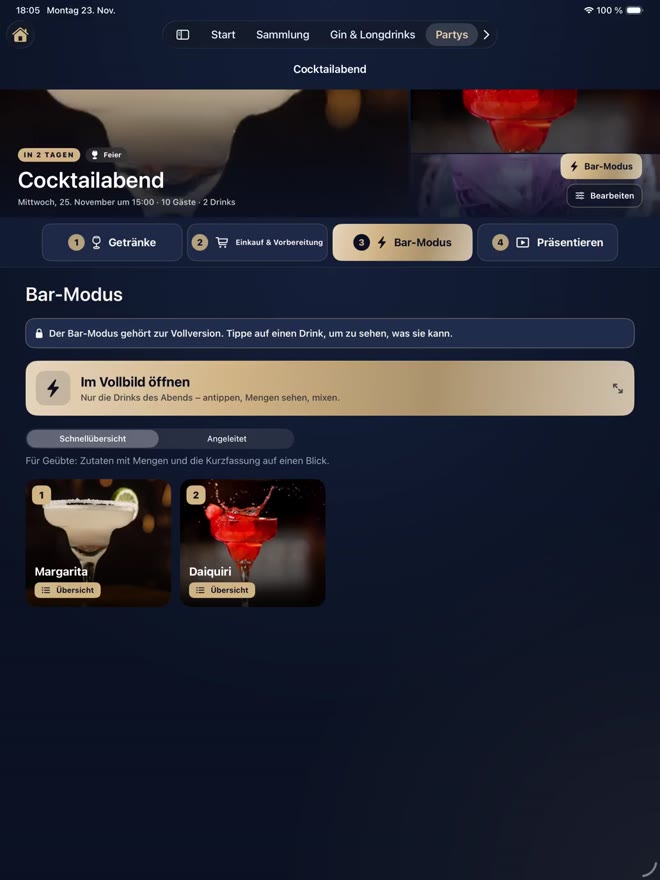 18:05 Montag 23. Nov.
100 %
Start Sammlung Gin & Longdrinks Partys
Cocktailabend
IN 2 TAGEN Feier
Cocktailabend
Mittwoch, 25. November um 15:00 · 10 Gäste · 2 Drinks
Bar-Modus
Bearbeiten
1 Getränke
2 Einkauf & Vorbereitung
3 Bar-Modus
4 Präsentieren
Bar-Modus
Der Bar-Modus gehört zur Vollversion. Tippe auf einen Drink, um zu sehen, was sie kann.
Im Vollbild öffnen
Nur die Drinks des Abends – antippen, Mengen sehen, mixen.
Schnellübersicht Angeleitet
Für Geübte: Zutaten mit Mengen und die Kurzfassung auf einen Blick.
1
Margarita
Übersicht
2
Daiquiri
Übersicht